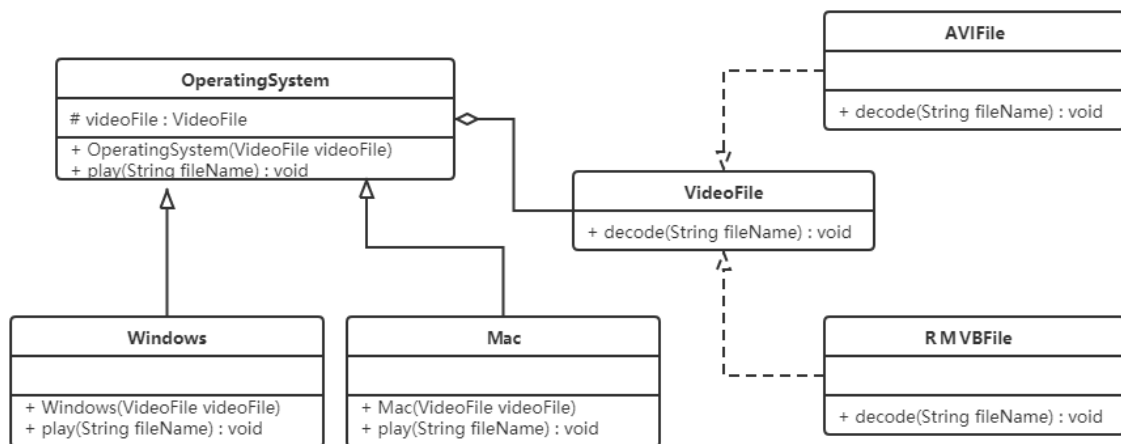 AVIFile
+ decode(String fileName) : void
OperatingSystem
# videoFile : VideoFile
+ OperatingSystem(VideoFile videoFile)
+ play(String fileName) : void
VideoFile
+ decode(String fileName) : void
Windows
+ Windows(VideoFile videoFile)
+ play(String fileName) : void
Mac
+ Mac(VideoFile videoFile)
+ play(String fileName) : void
RMVBFile
+ decode(String fileName) : void